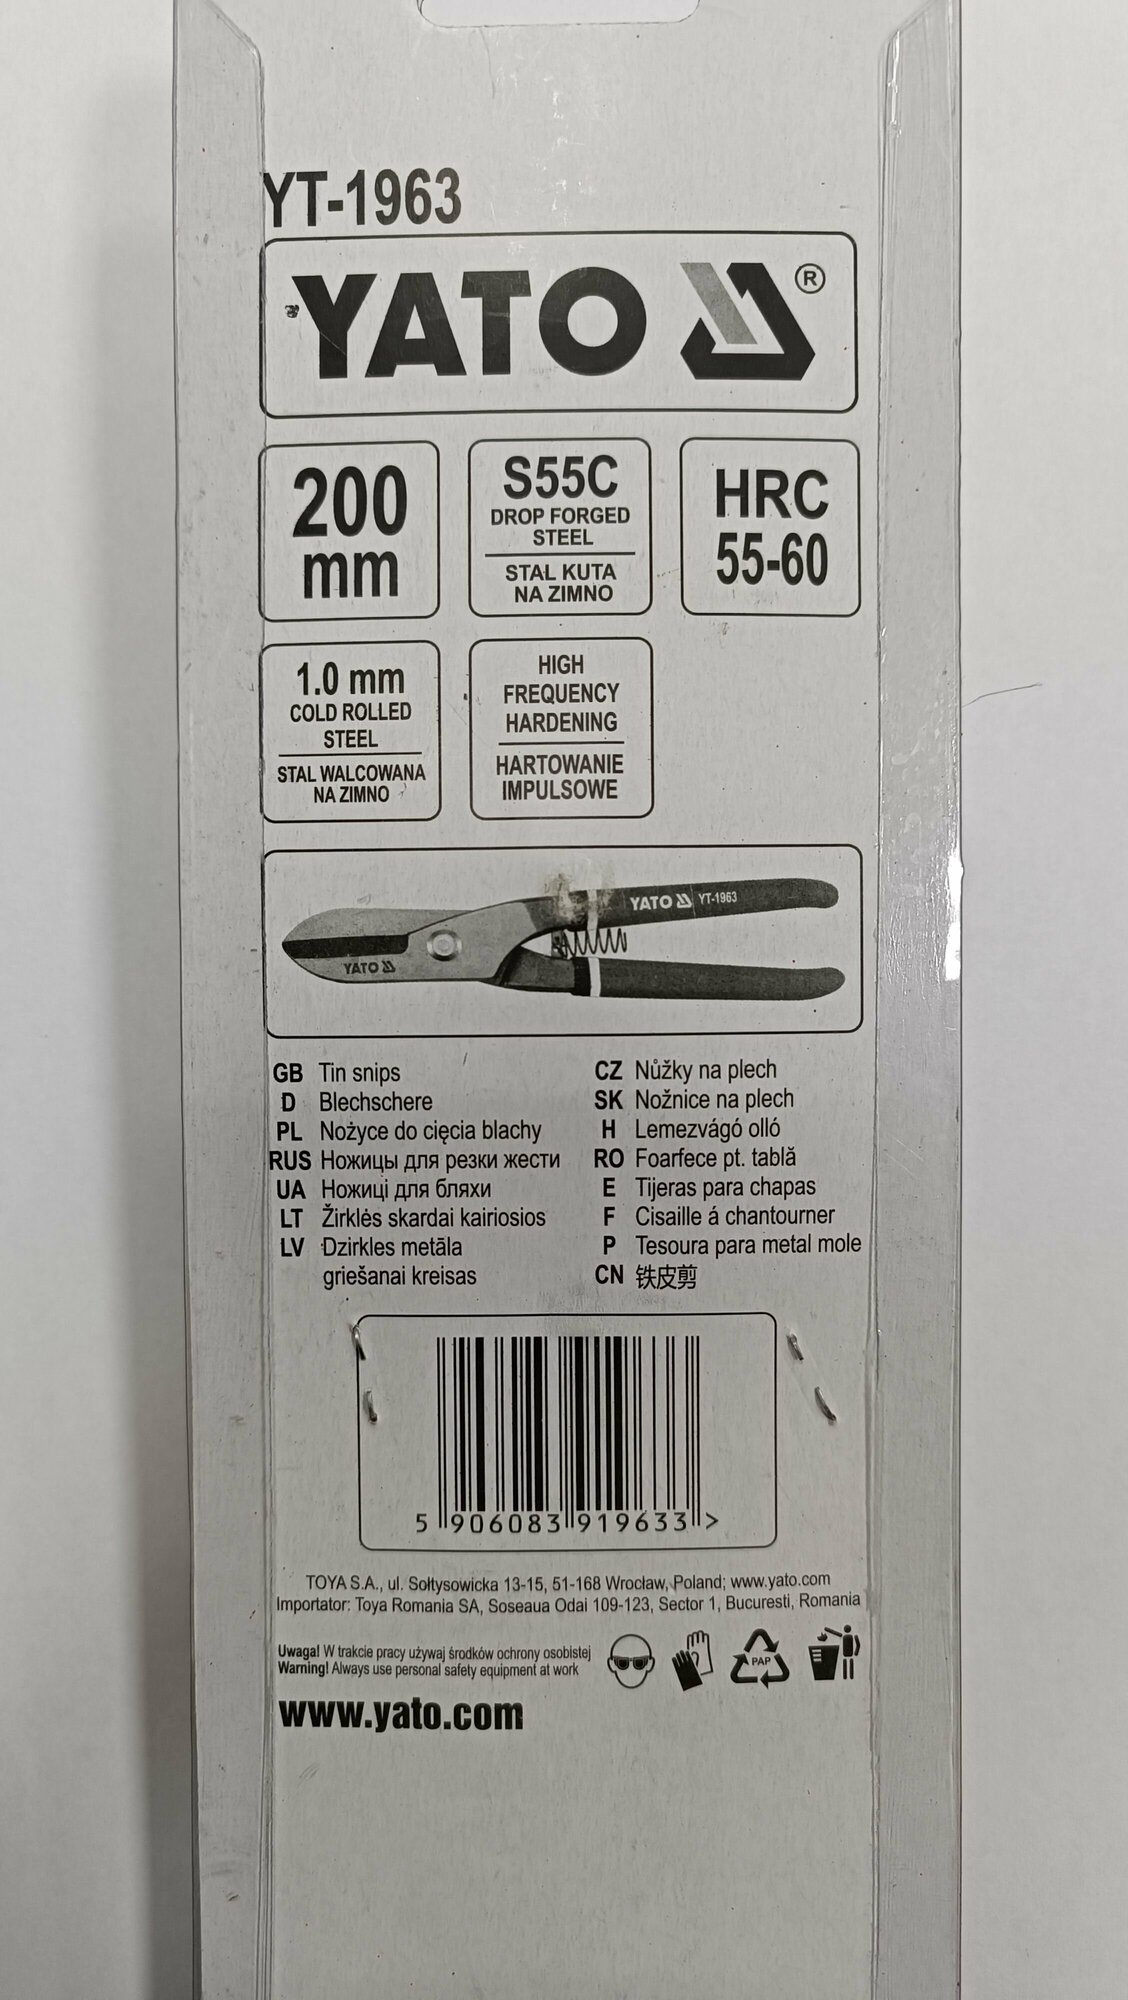 YT-1963
YATO ®
200
mm
S55C
DROP FORGED
STEEL
STAL KUTA
NA ZIMNO
HRC
55-60
1.0 mm
COLD ROLLED
STEEL
STAL WALCOWANA
NA ZIMNO
HIGH
FREQUENCY
HARDENING
HARTOWANIE
IMPULSOWE
YATO YT-1963
YATO
GB Tin snips
D Blechschere
PL Nożyce do cięcia blachy
RUS Ножицы для резки жести
UA Ножиці для бляхи
LT Žirklės skardai kairiosios
LV Dzirkles metāla
griešanai kreisas
CZ Nůžky na plech
SK Nožnice na plech
H Lemezvágó olló
RO Foarfece pt. tablă
E Tijeras para chapas
F Cisaille á chantourner
P Tesoura para metal mole
CN 铁皮剪
5 906083 919633 >
TOYA S.A., ul. Sołtysowicka 13-15, 51-168 Wrocław, Poland; www.yato.com
Importator: Toya Romania SA, Soseaua Odai 109-123, Sector 1, Bucuresti, Romania
Uwaga! W trakcie pracy używaj środków ochrony osobistej
Warning! Always use personal safety equipment at work
PAP
www.yato.com